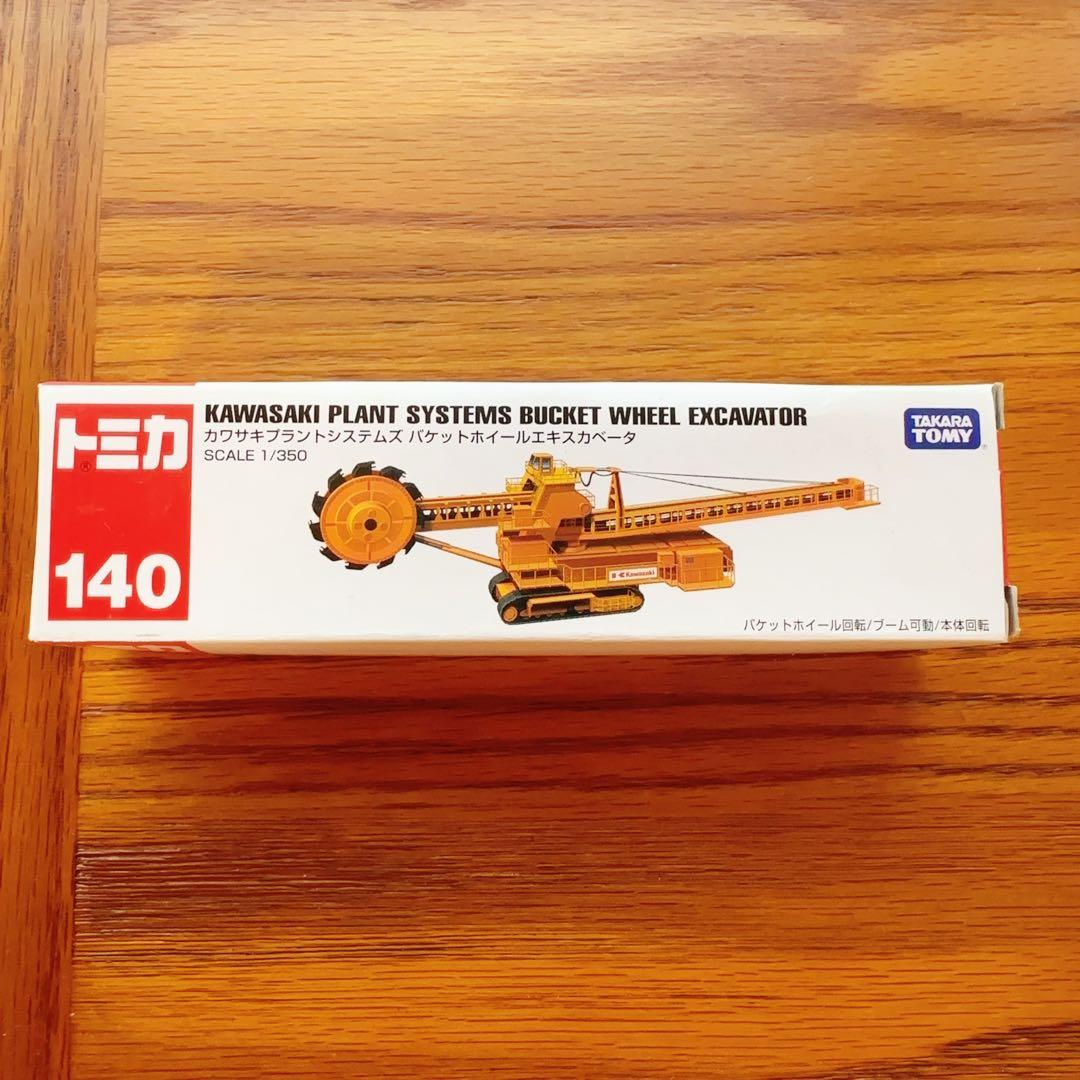 トミカ
®
140
KAWASAKI PLANT SYSTEMS BUCKET WHEEL EXCAVATOR
カワサキプラントシステムズ バケットホイールエキスカベータ
SCALE 1/350
TAKARA
TOMY
®
Kawasaki
バケットホイール回転/ブーム可動/本体回転